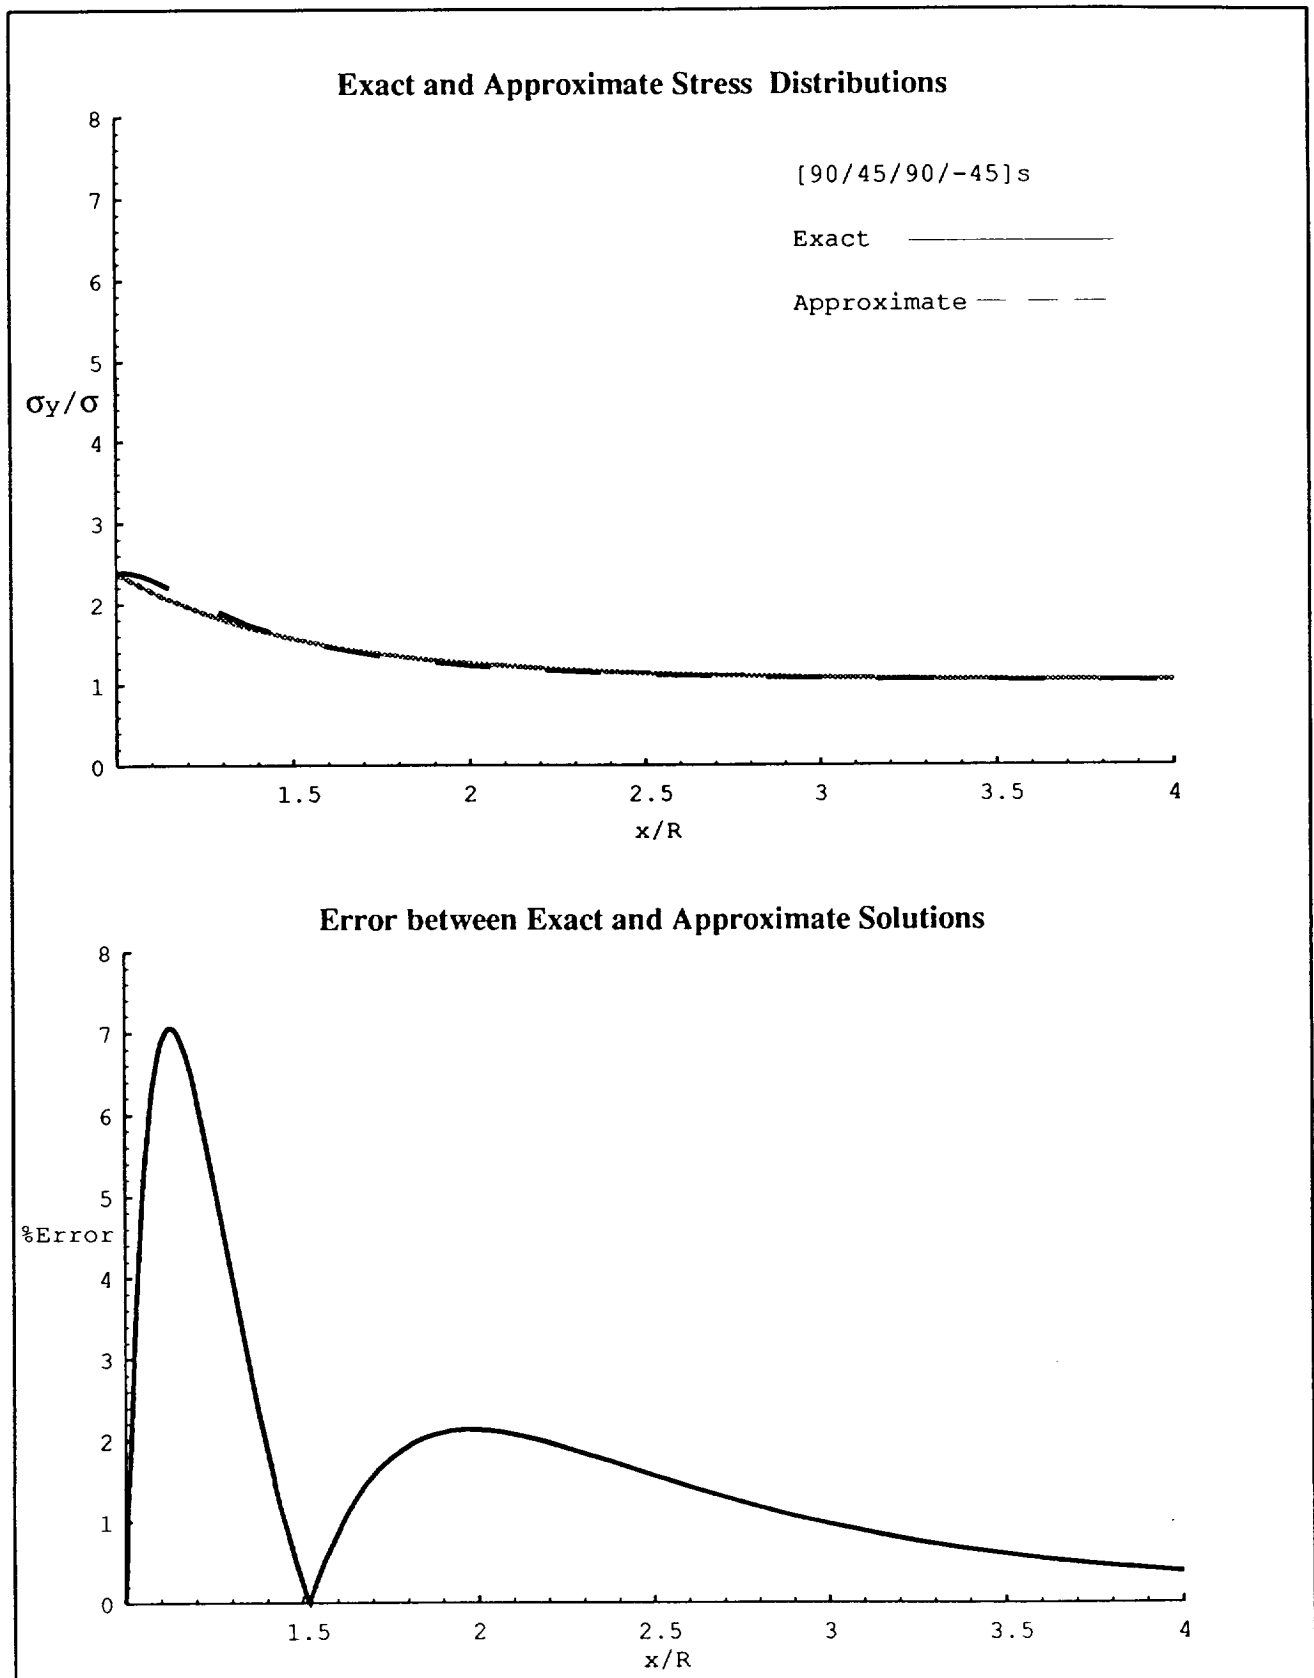 Exact and Approximate Stress Distributions
8
[90/45/90/-45]s
7
Exact
6
Approximate
5
σy/σ
4
3
2
1
0
1.5 2 2.5 3 3.5 4
x/R
Error between Exact and Approximate Solutions
8
7
6
5
%Error
4
3
2
1
0
1.5 2 2.5 3 3.5 4
x/R